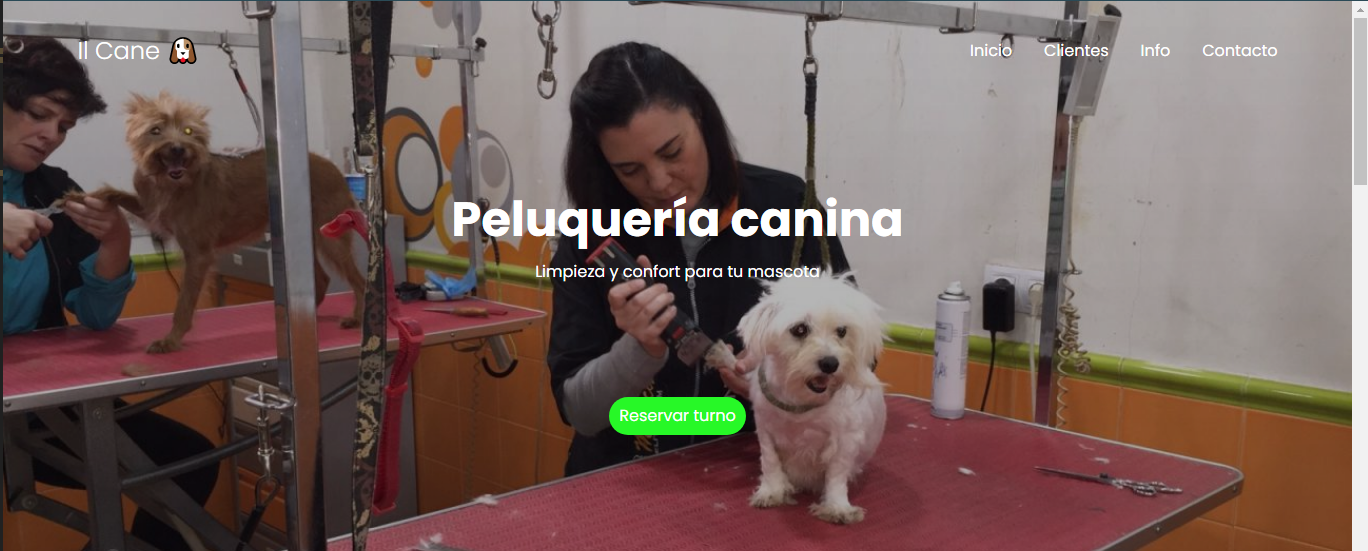 Il Cane
Inicio Clientes Info Contacto
Peluquería canina
Limpieza y confort para tu mascota
Reservar turno